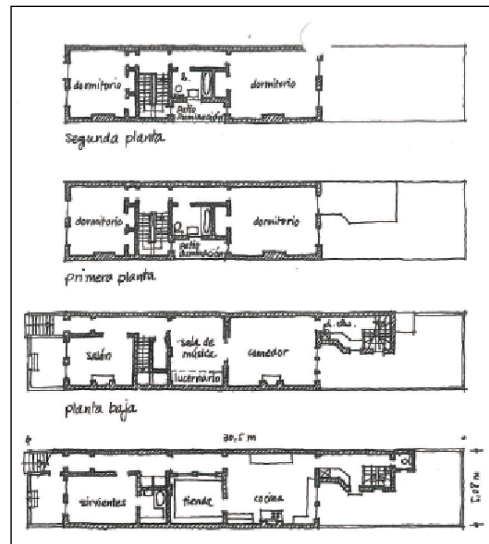 dormitorio
dormitorio
Patio
iluminación
segunda planta
dormitorio
dormitorio
Patio
iluminación
primera planta
salón
sala de
música
lucernario
comedor
planta baja
30,5 m
sirvientes
tienda
cocina